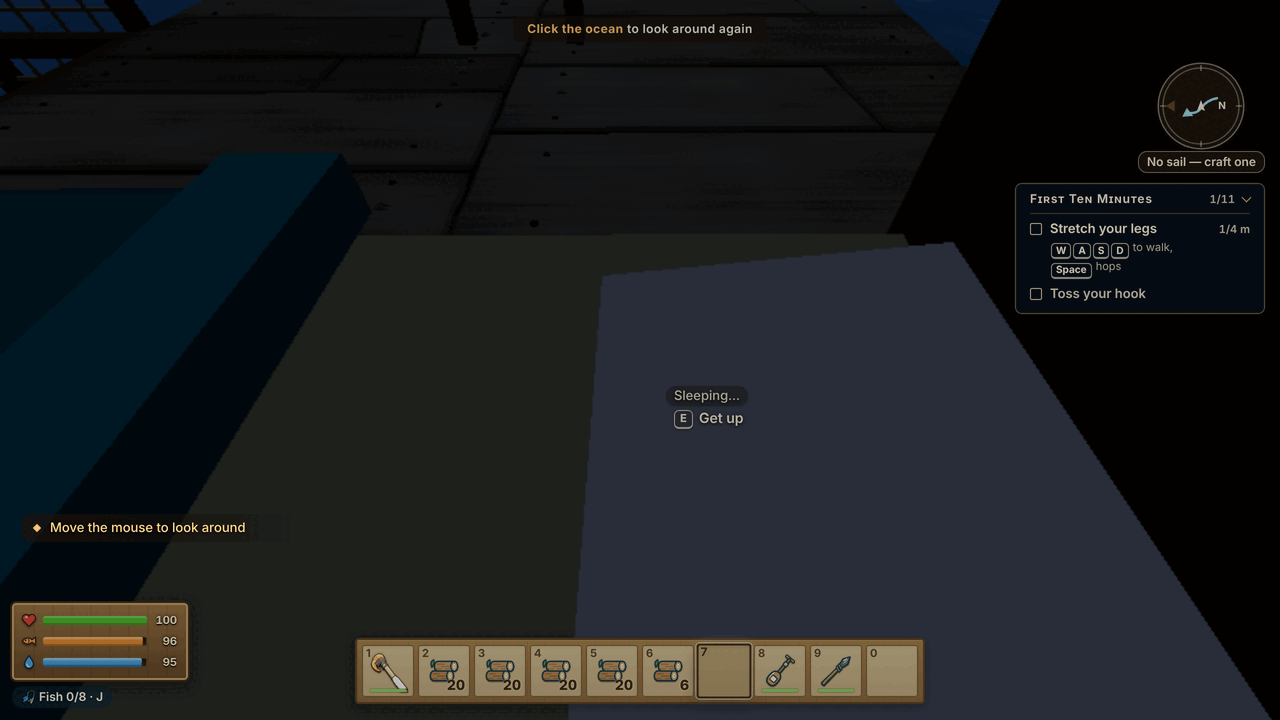 Click the ocean to look around again
N
No sail — craft one
First Ten Minutes 1/11
Stretch your legs 1/4 m
W A S D to walk,
Space hops
Toss your hook
Sleeping...
E Get up
Move the mouse to look around
100
96
95
Fish 0/8 · J
1 2 3 4 5 6 7 8 9 0
20 20 20 20 6